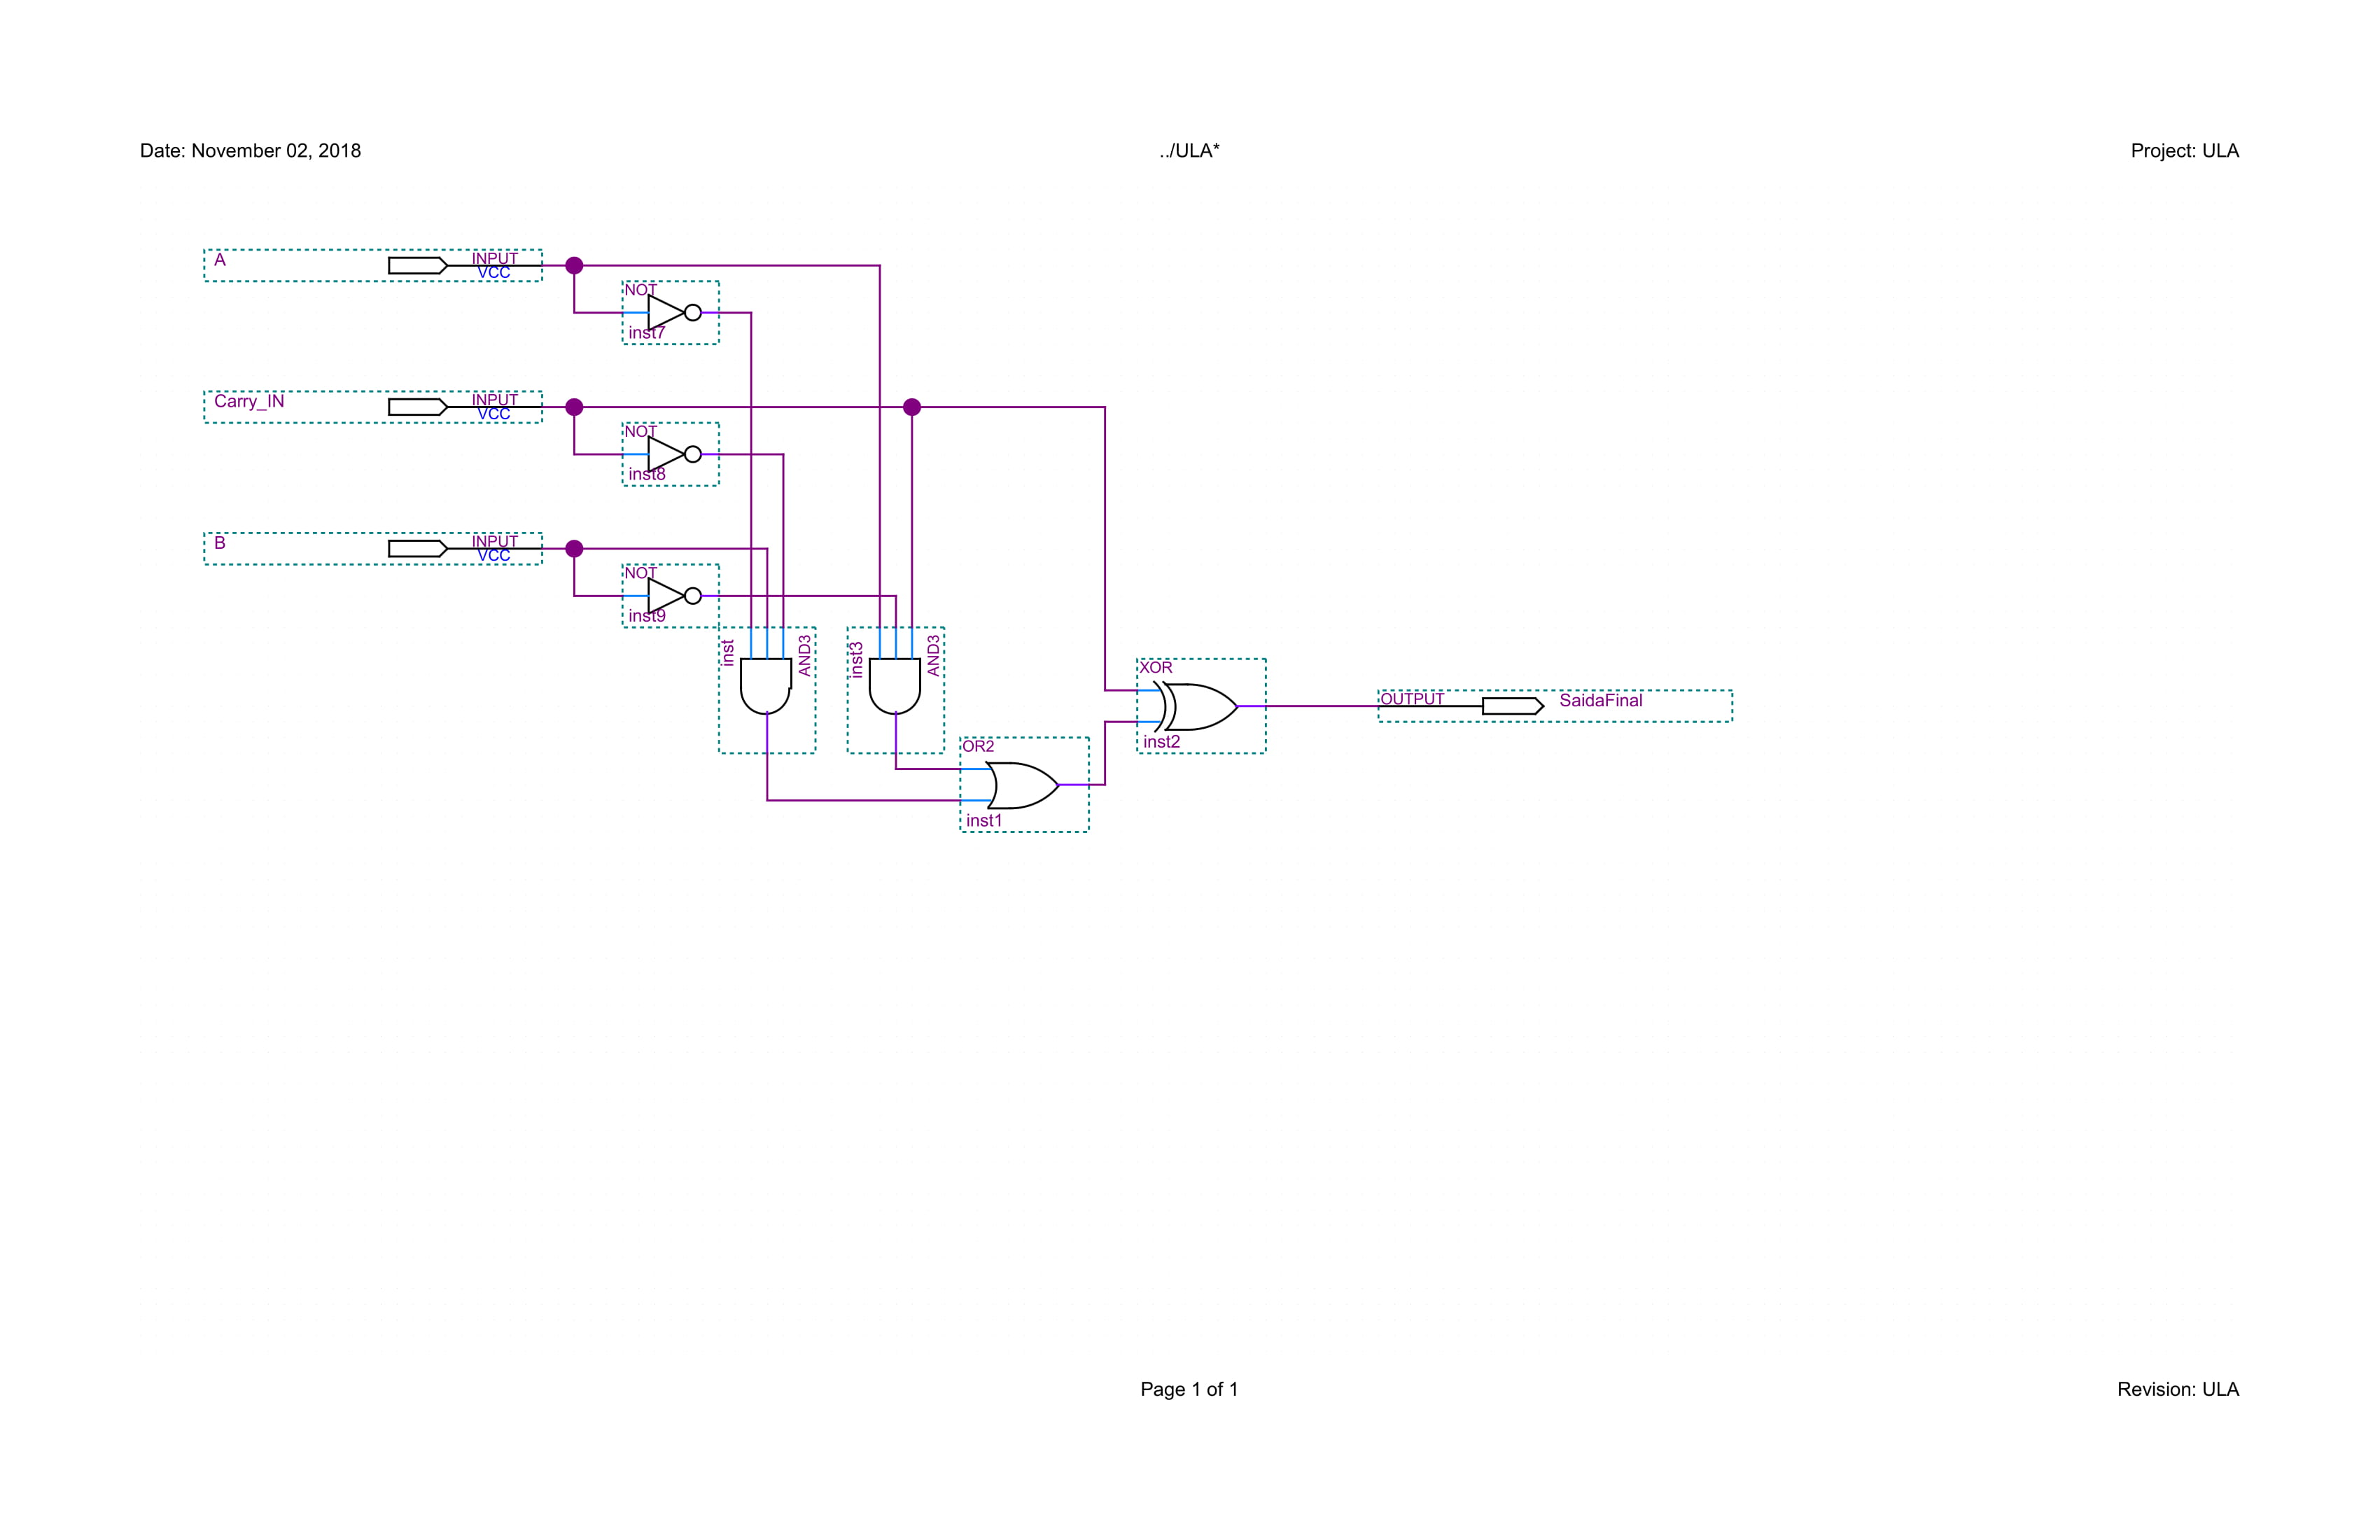 Date: November 02, 2018
../ULA*
Project: ULA
A
INPUT
VCC
NOT
inst7
Carry_IN
INPUT
VCC
NOT
inst8
B
INPUT
VCC
NOT
inst9
inst
AND3
inst3
AND3
XOR
inst2
OUTPUT
SaidaFinal
OR2
inst1
Page 1 of 1
Revision: ULA